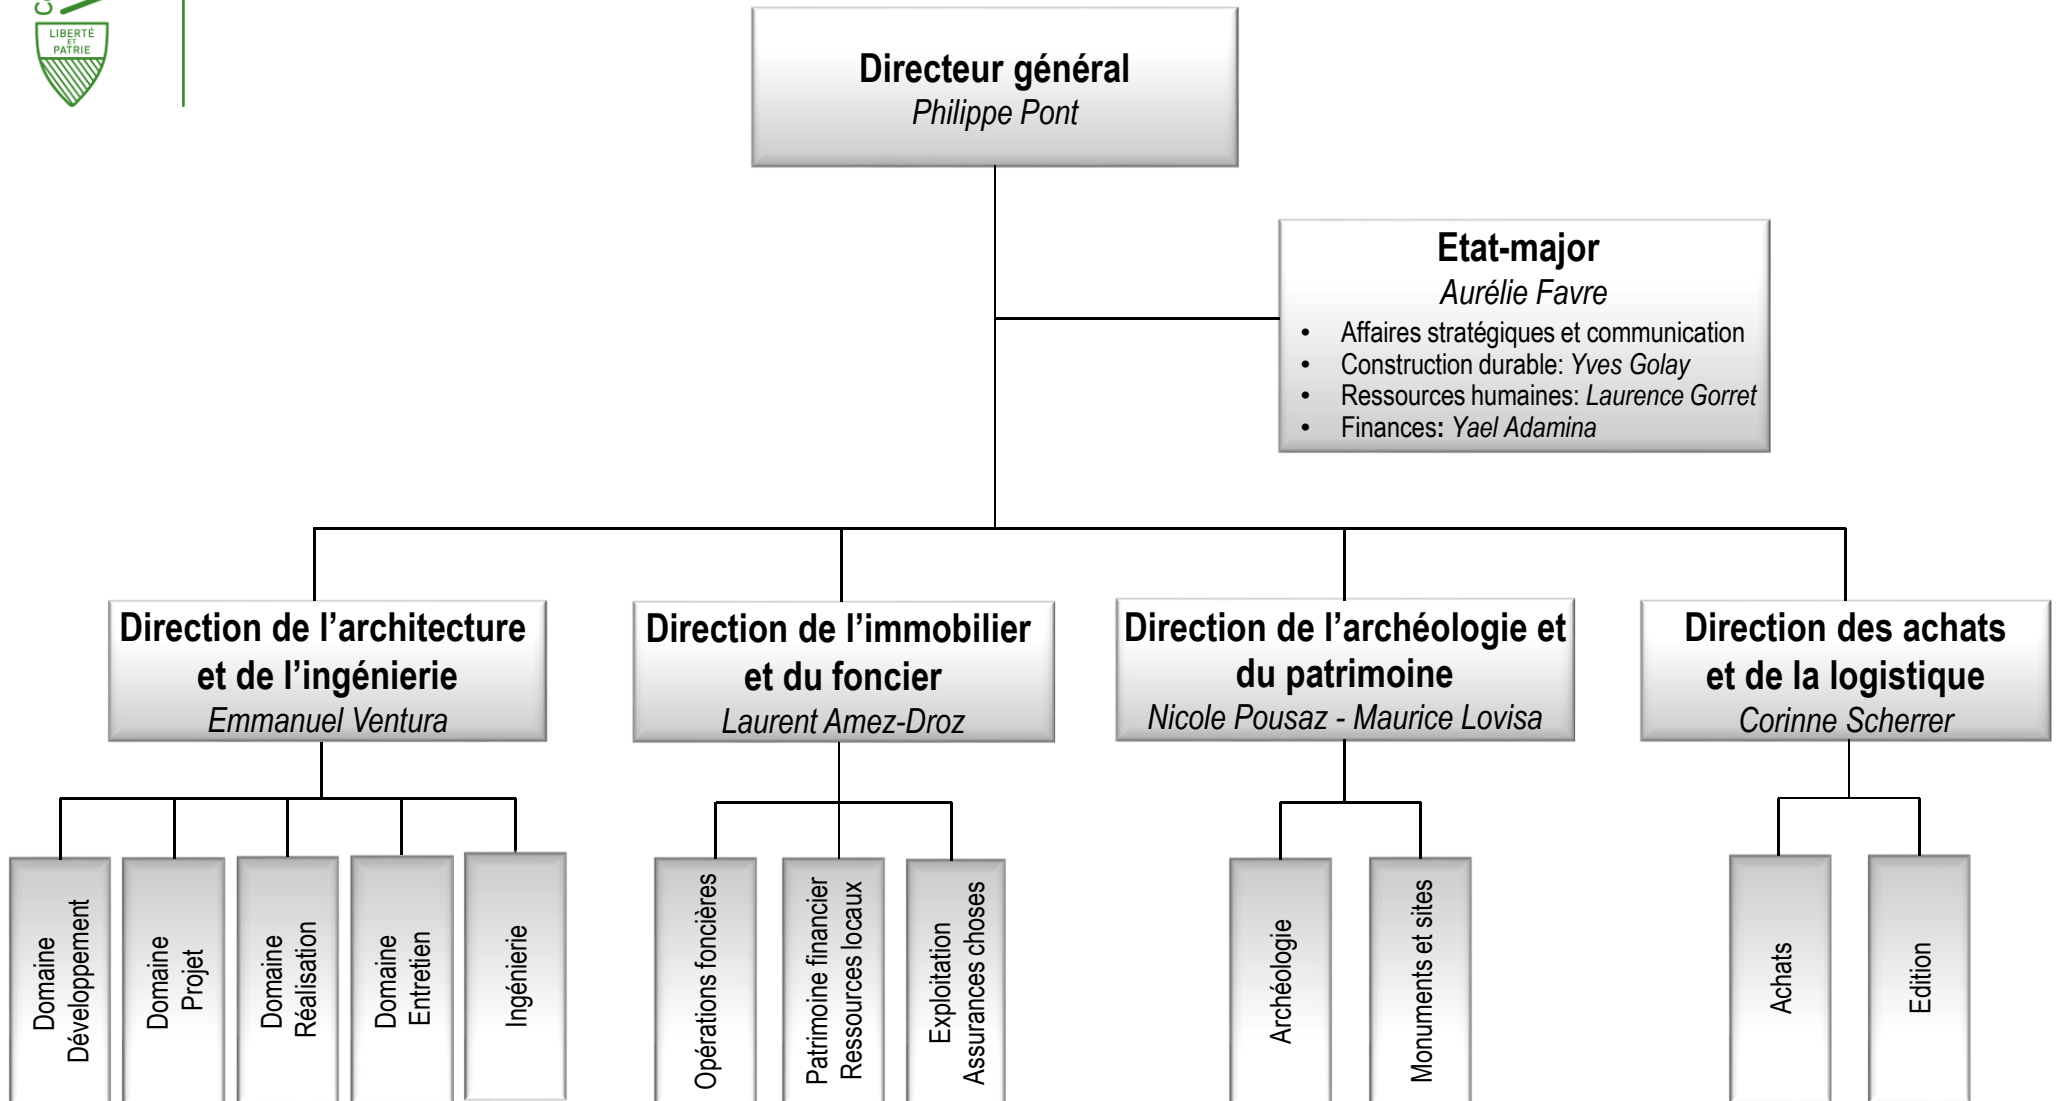 LIBERTÉ
ET
PATRIE
Directeur général
Philippe Pont
Etat-major
Aurélie Favre
• Affaires stratégiques et communication
• Construction durable: Yves Golay
• Ressources humaines: Laurence Gorret
• Finances: Yael Adamina
Direction de l’architecture
et de l’ingénierie
Emmanuel Ventura
Direction de l’immobilier
et du foncier
Laurent Amez-Droz
Direction de l’archéologie et
du patrimoine
Nicole Pousaz - Maurice Lovisa
Direction des achats
et de la logistique
Corinne Scherrer
Domaine
Développement
Domaine
Projet
Domaine
Réalisation
Domaine
Entretien
Ingénierie
Opérations foncières
Patrimoine financier
Ressources locaux
Exploitation
Assurances choses
Archéologie
Monuments et sites
Achats
Edition